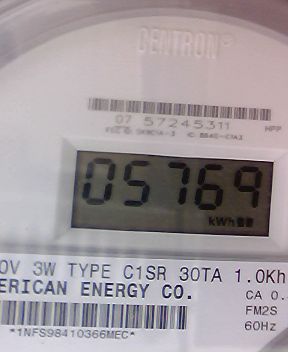 CENTRON®
07 57245311
HPP
05769
kWh
0V 3W TYPE C1SR 30TA 1.0Kh
ERICAN ENERGY CO.
CA 0.
FM2S
*1NFS98410366MEC*
60Hz